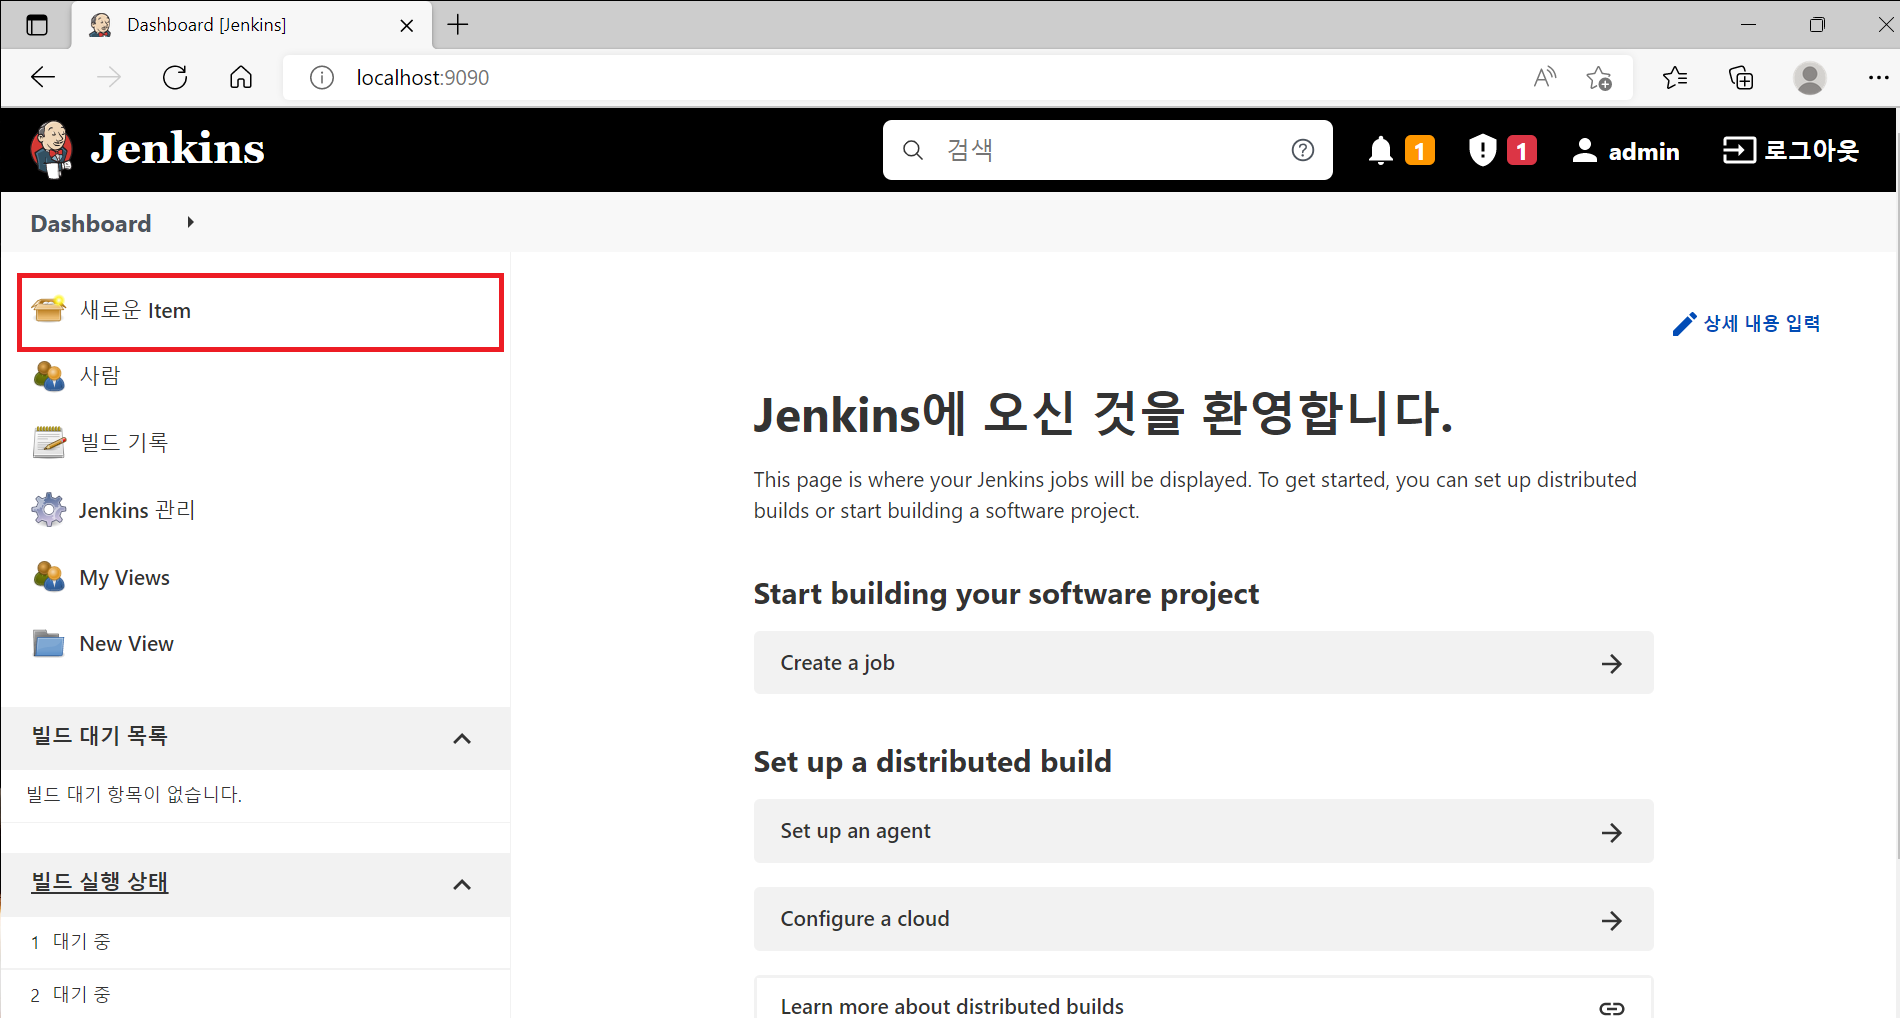 Dashboard [Jenkins]
localhost:9090
Jenkins
검색
1
1
admin
로그아웃
Dashboard
새로운 Item
사람
빌드 기록
Jenkins 관리
My Views
New View
빌드 대기 목록
빌드 대기 항목이 없습니다.
빌드 실행 상태
1 대기 중
2 대기 중
상세 내용 입력
Jenkins에 오신 것을 환영합니다.
This page is where your Jenkins jobs will be displayed. To get started, you can set up distributed
builds or start building a software project.
Start building your software project
Create a job
Set up a distributed build
Set up an agent
Configure a cloud
Learn more about distributed builds